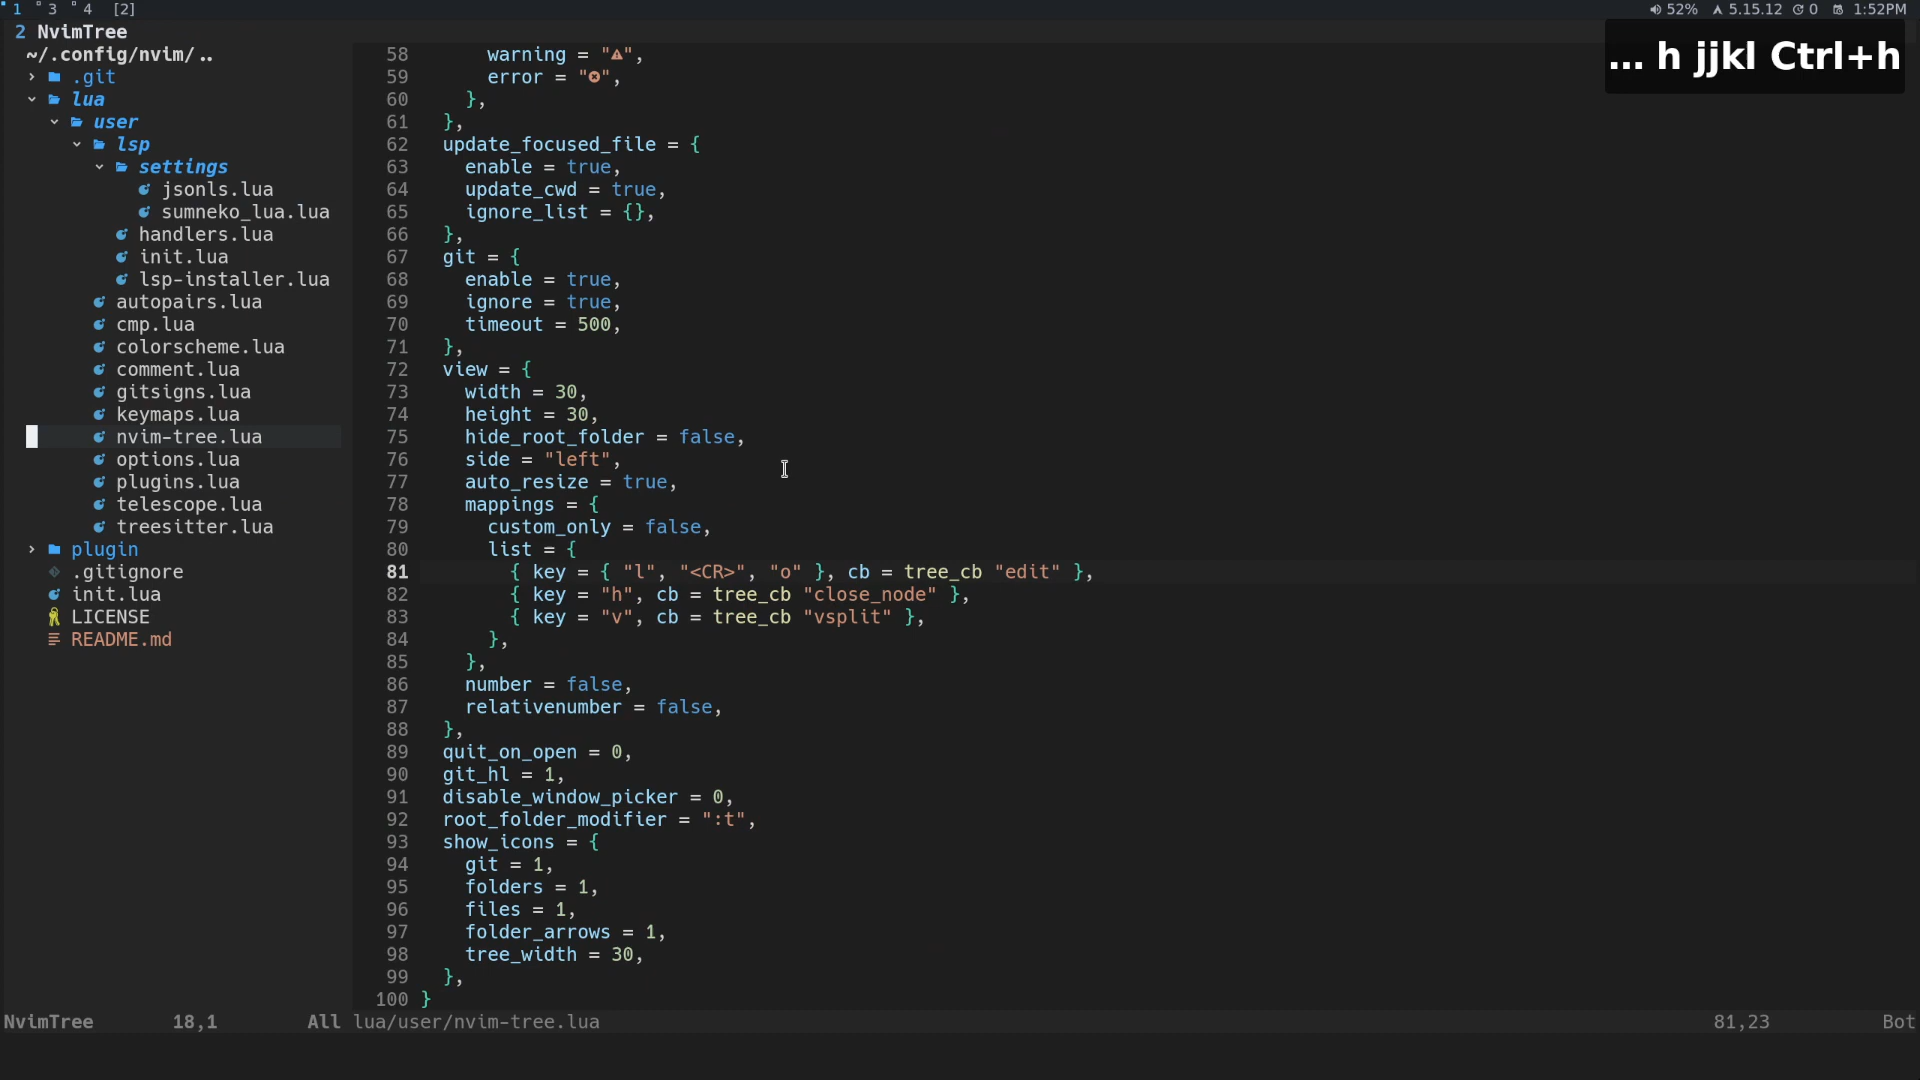 1 3 4 [2]
52% 5.15.12 0 1:52PM
2 NvimTree
... h jjkl Ctrl+h
~/.config/nvim/..
.git
lua
user
lsp
settings
jsonls.lua
sumneko_lua.lua
handlers.lua
init.lua
lsp-installer.lua
autopairs.lua
cmp.lua
colorscheme.lua
comment.lua
gitsigns.lua
keymaps.lua
nvim-tree.lua
options.lua
plugins.lua
telescope.lua
treesitter.lua
plugin
.gitignore
init.lua
LICENSE
README.md
58 warning = "",
59 error = "",
60 },
61 },
62 update_focused_file = {
63 enable = true,
64 update_cwd = true,
65 ignore_list = {},
66 },
67 git = {
68 enable = true,
69 ignore = true,
70 timeout = 500,
71 },
72 view = {
73 width = 30,
74 height = 30,
75 hide_root_folder = false,
76 side = "left",
77 auto_resize = true,
78 mappings = {
79 custom_only = false,
80 list = {
81 { key = { "l", "<CR>", "o" }, cb = tree_cb "edit" },
82 { key = "h", cb = tree_cb "close_node" },
83 { key = "v", cb = tree_cb "vsplit" },
84 },
85 },
86 number = false,
87 relativenumber = false,
88 },
89 quit_on_open = 0,
90 git_hl = 1,
91 disable_window_picker = 0,
92 root_folder_modifier = ":t",
93 show_icons = {
94 git = 1,
95 folders = 1,
96 files = 1,
97 folder_arrows = 1,
98 tree_width = 30,
99 },
100 }
NvimTree 18,1 All lua/user/nvim-tree.lua 81,23 Bot